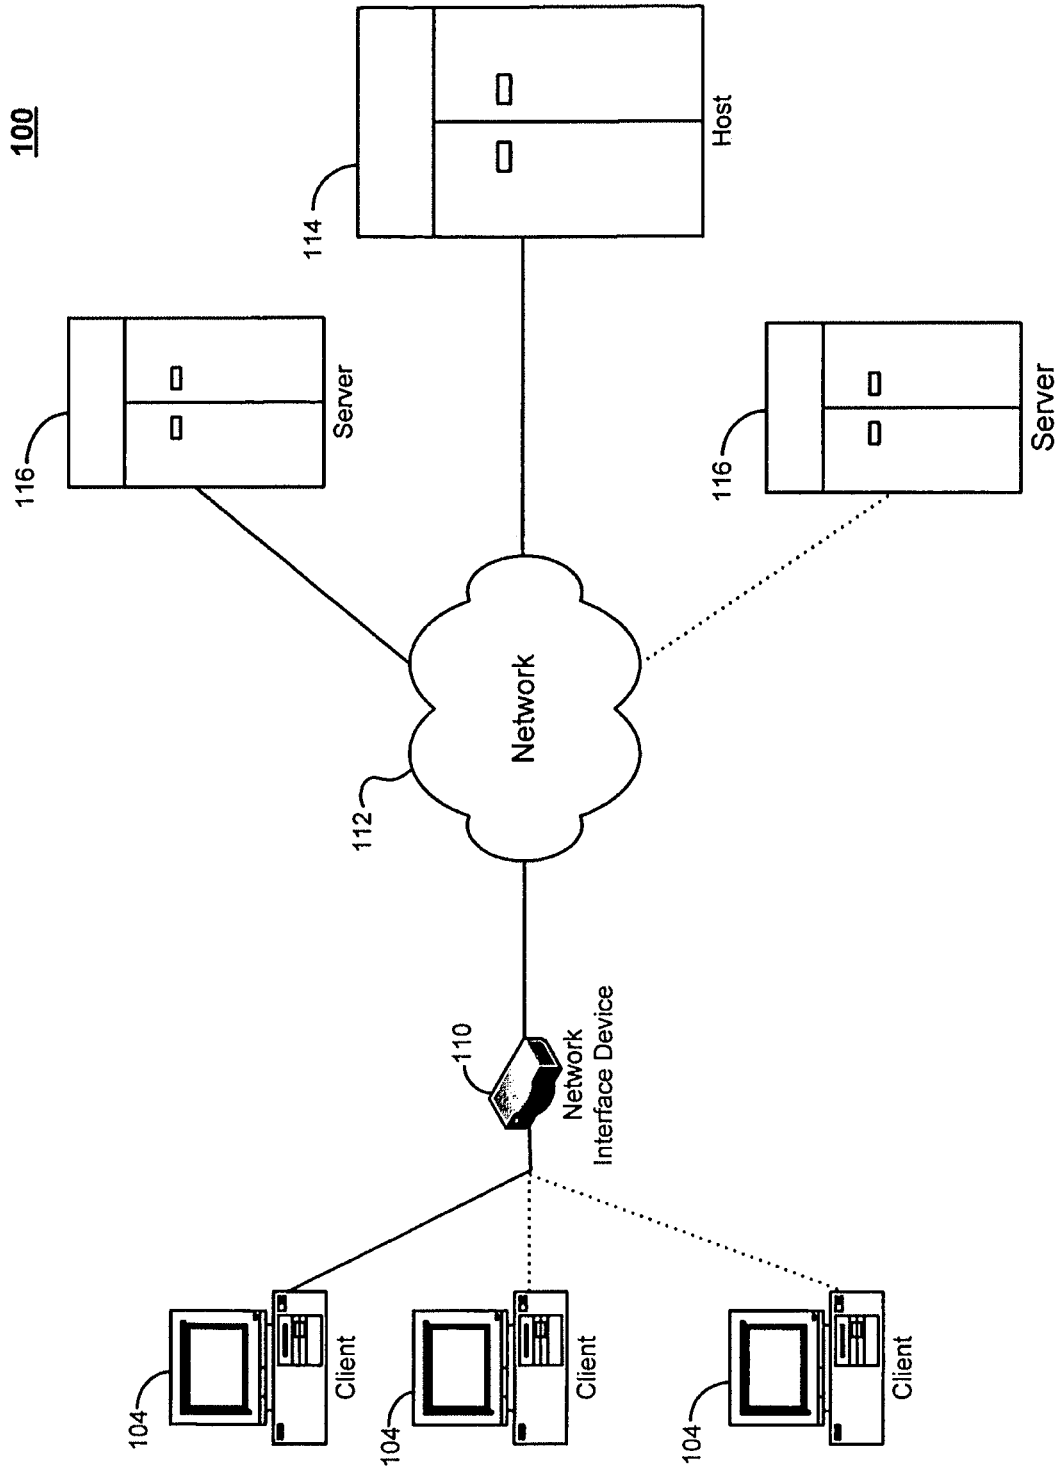 100
116
Server
114
Host
112
Network
116
Server
110
Network
Interface Device
104
Client
104
Client
104
Client